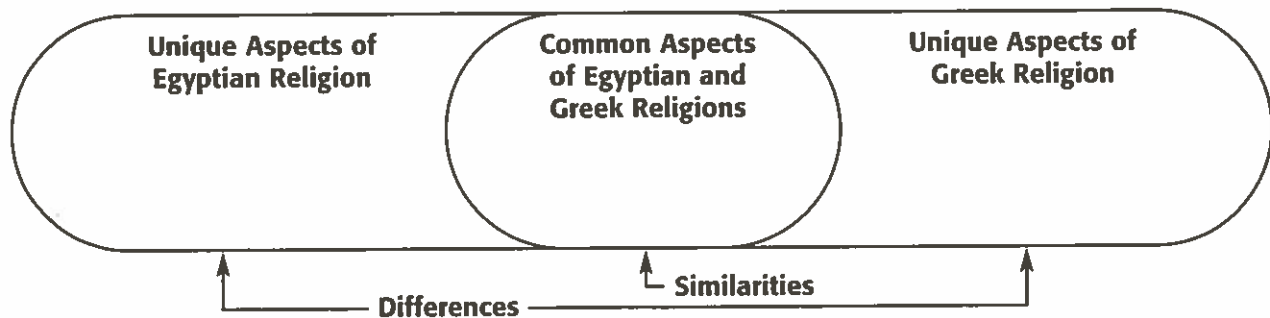 Unique Aspects of
Egyptian Religion
Common Aspects
of Egyptian and
Greek Religions
Unique Aspects of
Greek Religion
Similarities
Differences